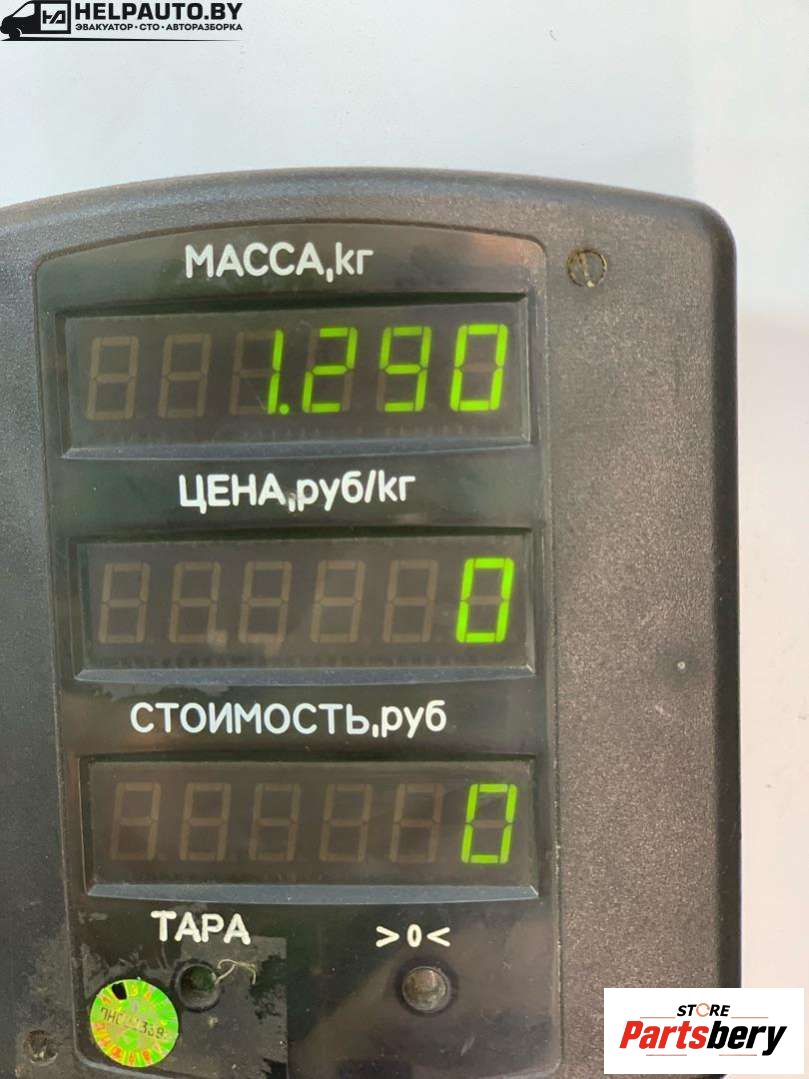 HELPAUTO.BY
ЭВАКУАТОР•СТО•АВТОРАЗБОРКА
МАССА,кг
1.290
ЦЕНА,руб/кг
0
СТОИМОСТЬ,руб
0
ТАРА >0<
STORE
Partsbery